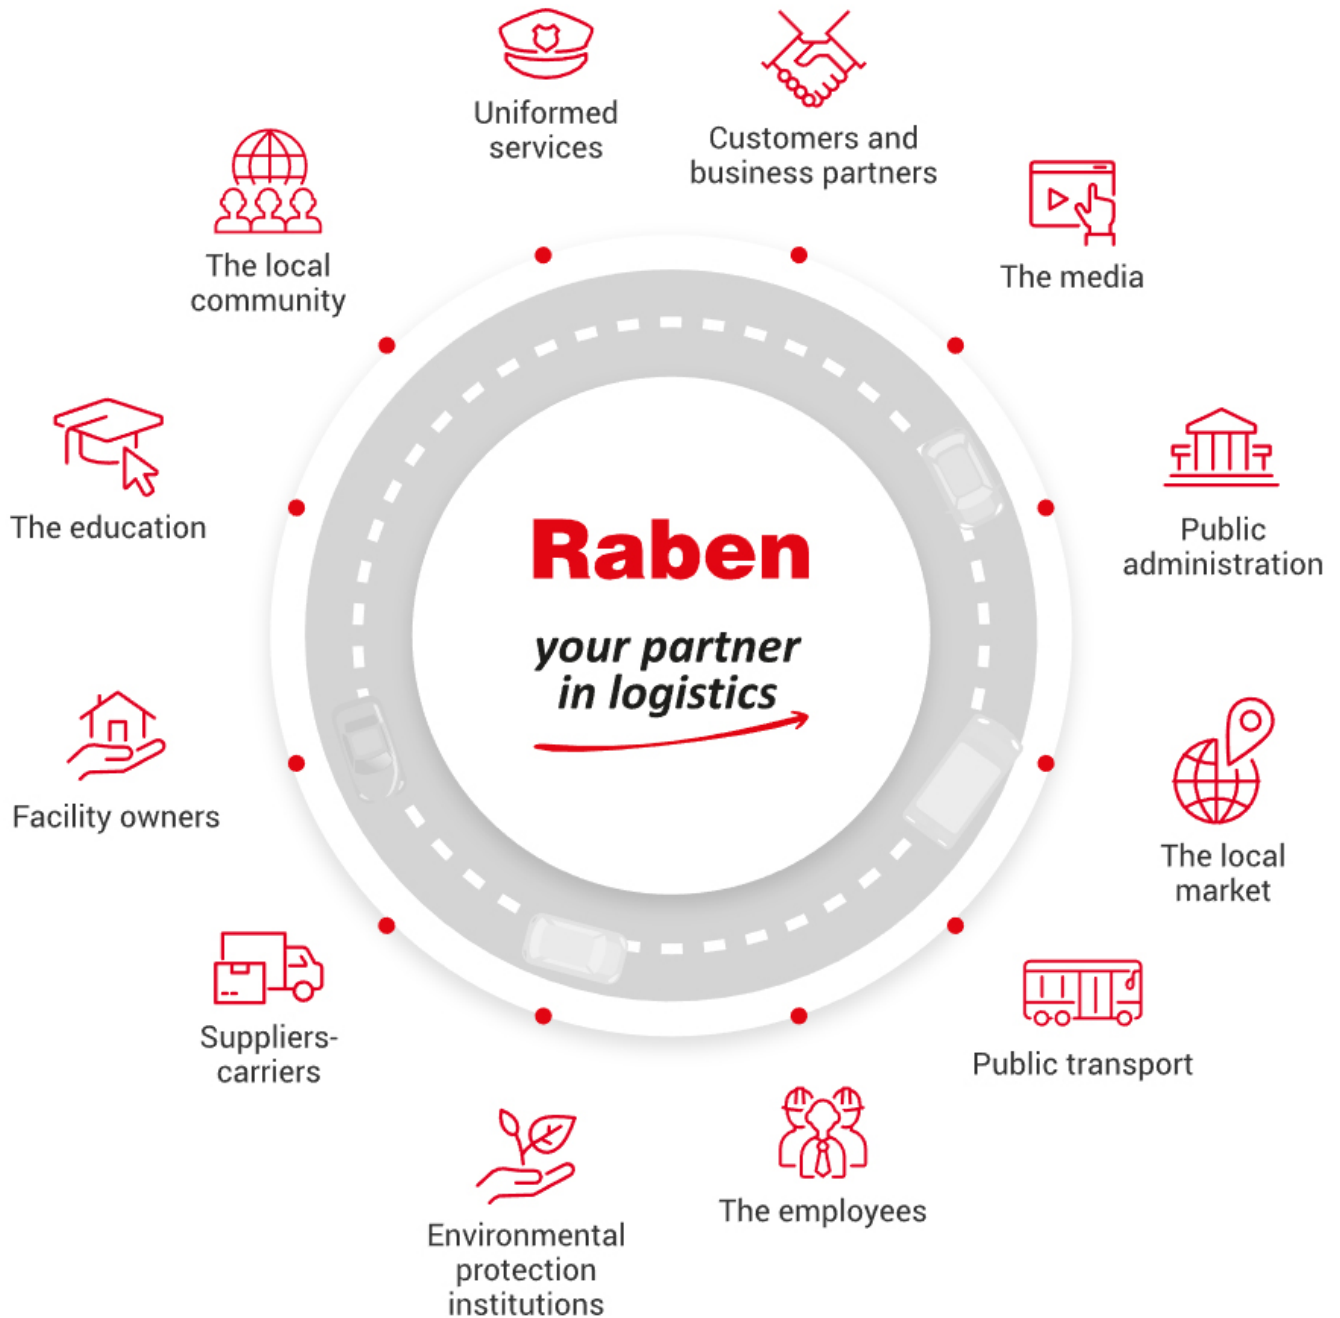 Uniformed
services
Customers and
business partners
The media
Public
administration
The local
market
Public transport
The employees
Environmental
protection
institutions
Suppliers-
carriers
Facility owners
The education
The local
community
Raben
your partner
in logistics